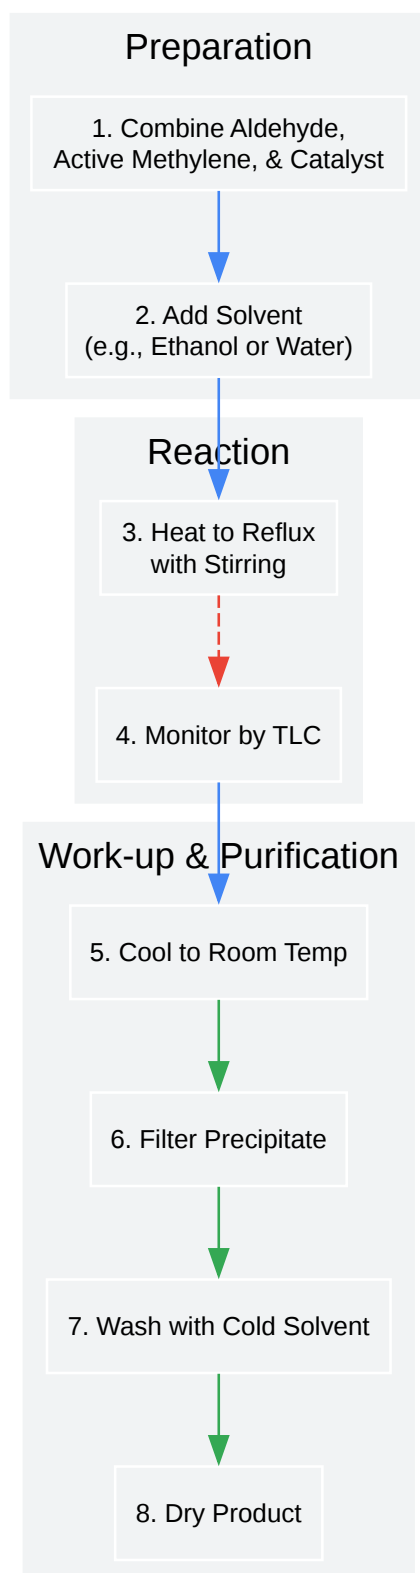 Preparation
1. Combine Aldehyde,
Active Methylene, & Catalyst
2. Add Solvent
(e.g., Ethanol or Water)
Reaction
3. Heat to Reflux
with Stirring
4. Monitor by TLC
Work-up & Purification
5. Cool to Room Temp
6. Filter Precipitate
7. Wash with Cold Solvent
8. Dry Product